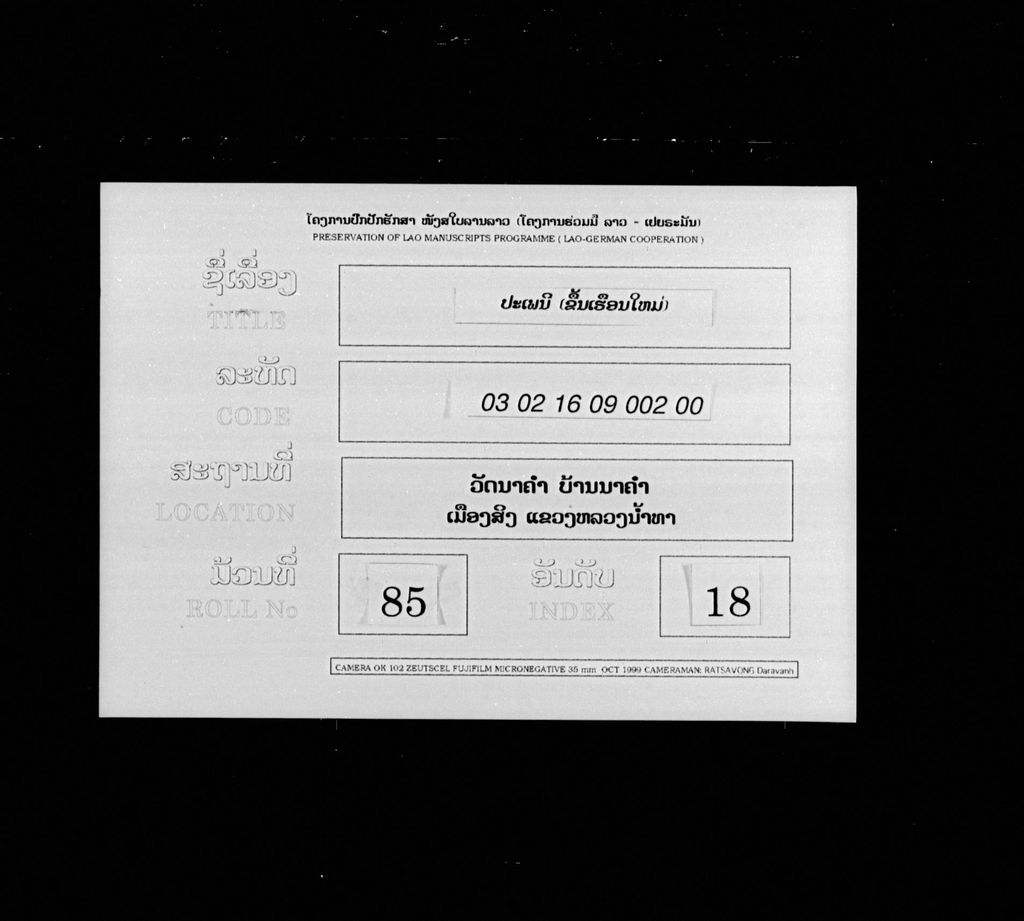 ໂຄງການປົກປັກຮັກສາ ໜັງສືໃບລານລາວ (ໂຄງການຮ່ວມມື ລາວ - ເຢຍຣະມັນ)
PRESERVATION OF LAO MANUSCRIPTS PROGRAMME ( LAO-GERMAN COOPERATION )
ຊື່ເລື່ອງ
TITLE
ປະເພນີ (ຂຶ້ນເຮືອນໃຫມ່)
ລະຫັດ
CODE
03 02 16 09 002 00
ສະຖານທີ່
LOCATION
ວັດນາຄຳ ບ້ານນາຄຳ
ເມືອງສິງ ແຂວງຫລວງນ້ຳທາ
ມ້ວນທີ່
ROLL No
85
ອັນດັບ
INDEX
18
CAMERA OK 102 ZEUTSCEL FUJIFILM MICRONEGATIVE 35 mm OCT 1999 CAMERAMAN: RATSAVONG Daravanh